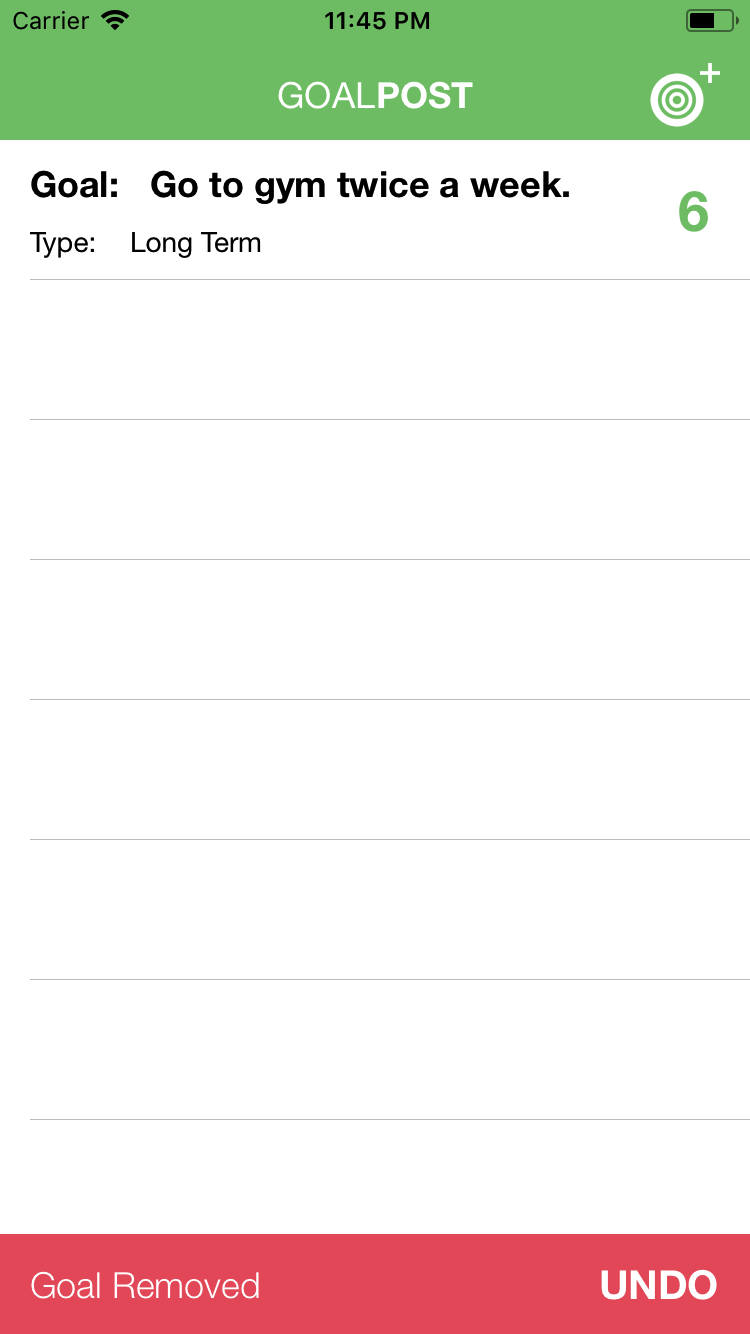 Carrier 11:45 PM
GOALPOST
Goal: Go to gym twice a week.
6
Type: Long Term
Goal Removed UNDO